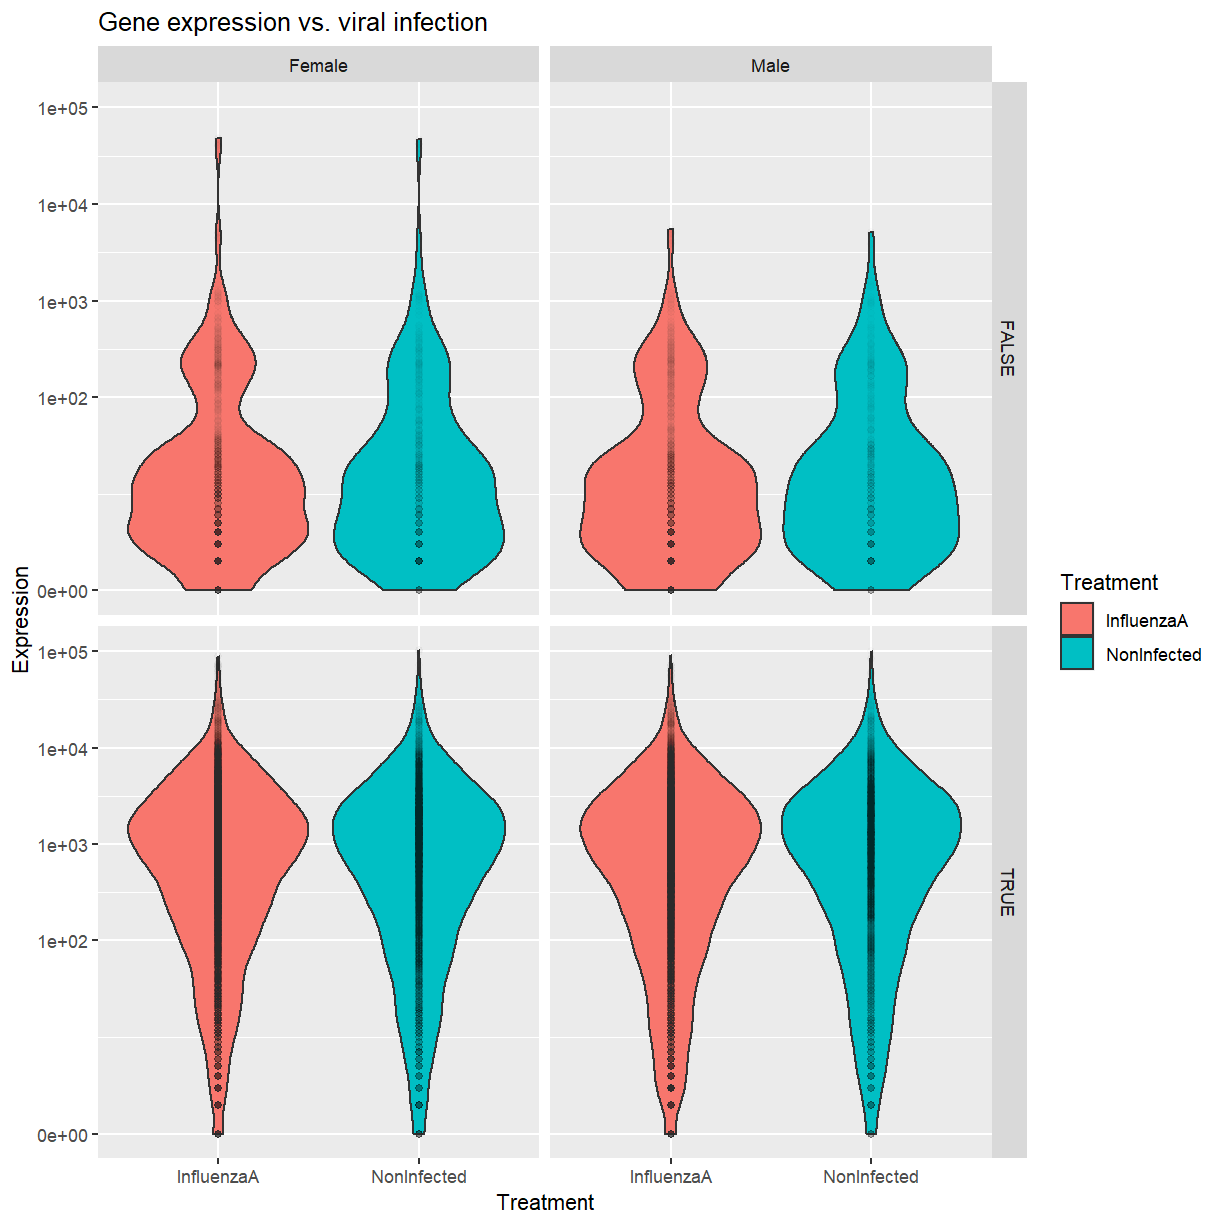 Gene expression vs. viral infection
Female
Male
1e+05
1e+04
1e+03
1e+02
0e+00
FALSE
1e+05
1e+04
1e+03
1e+02
0e+00
TRUE
Expression
InfluenzaA
NonInfected
InfluenzaA
NonInfected
Treatment
Treatment
InfluenzaA
NonInfected